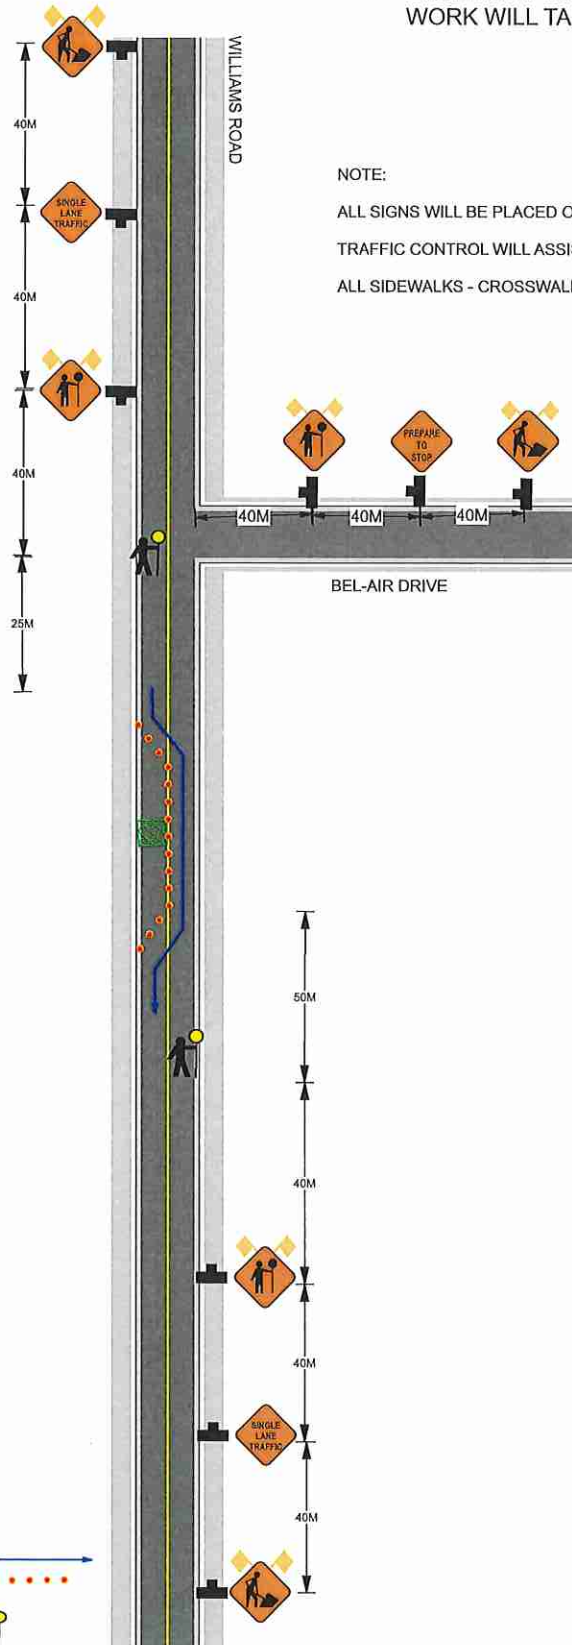 WORK WILL TA
WILLIAMS ROAD
40M
SINGLE
LANE
TRAFFIC
NOTE:
ALL SIGNS WILL BE PLACED O
TRAFFIC CONTROL WILL ASSIS
ALL SIDEWALKS - CROSSWALK
40M
40M
PREPARE
TO
STOP
40M
40M
40M
BEL-AIR DRIVE
25M
50M
40M
40M
SINGLE
LANE
TRAFFIC
40M